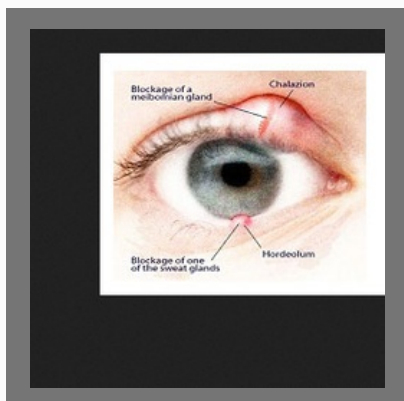 Blockage of a
meibomian gland
Chalazion
Blockage of one
of the sweat glands
Hordeolum